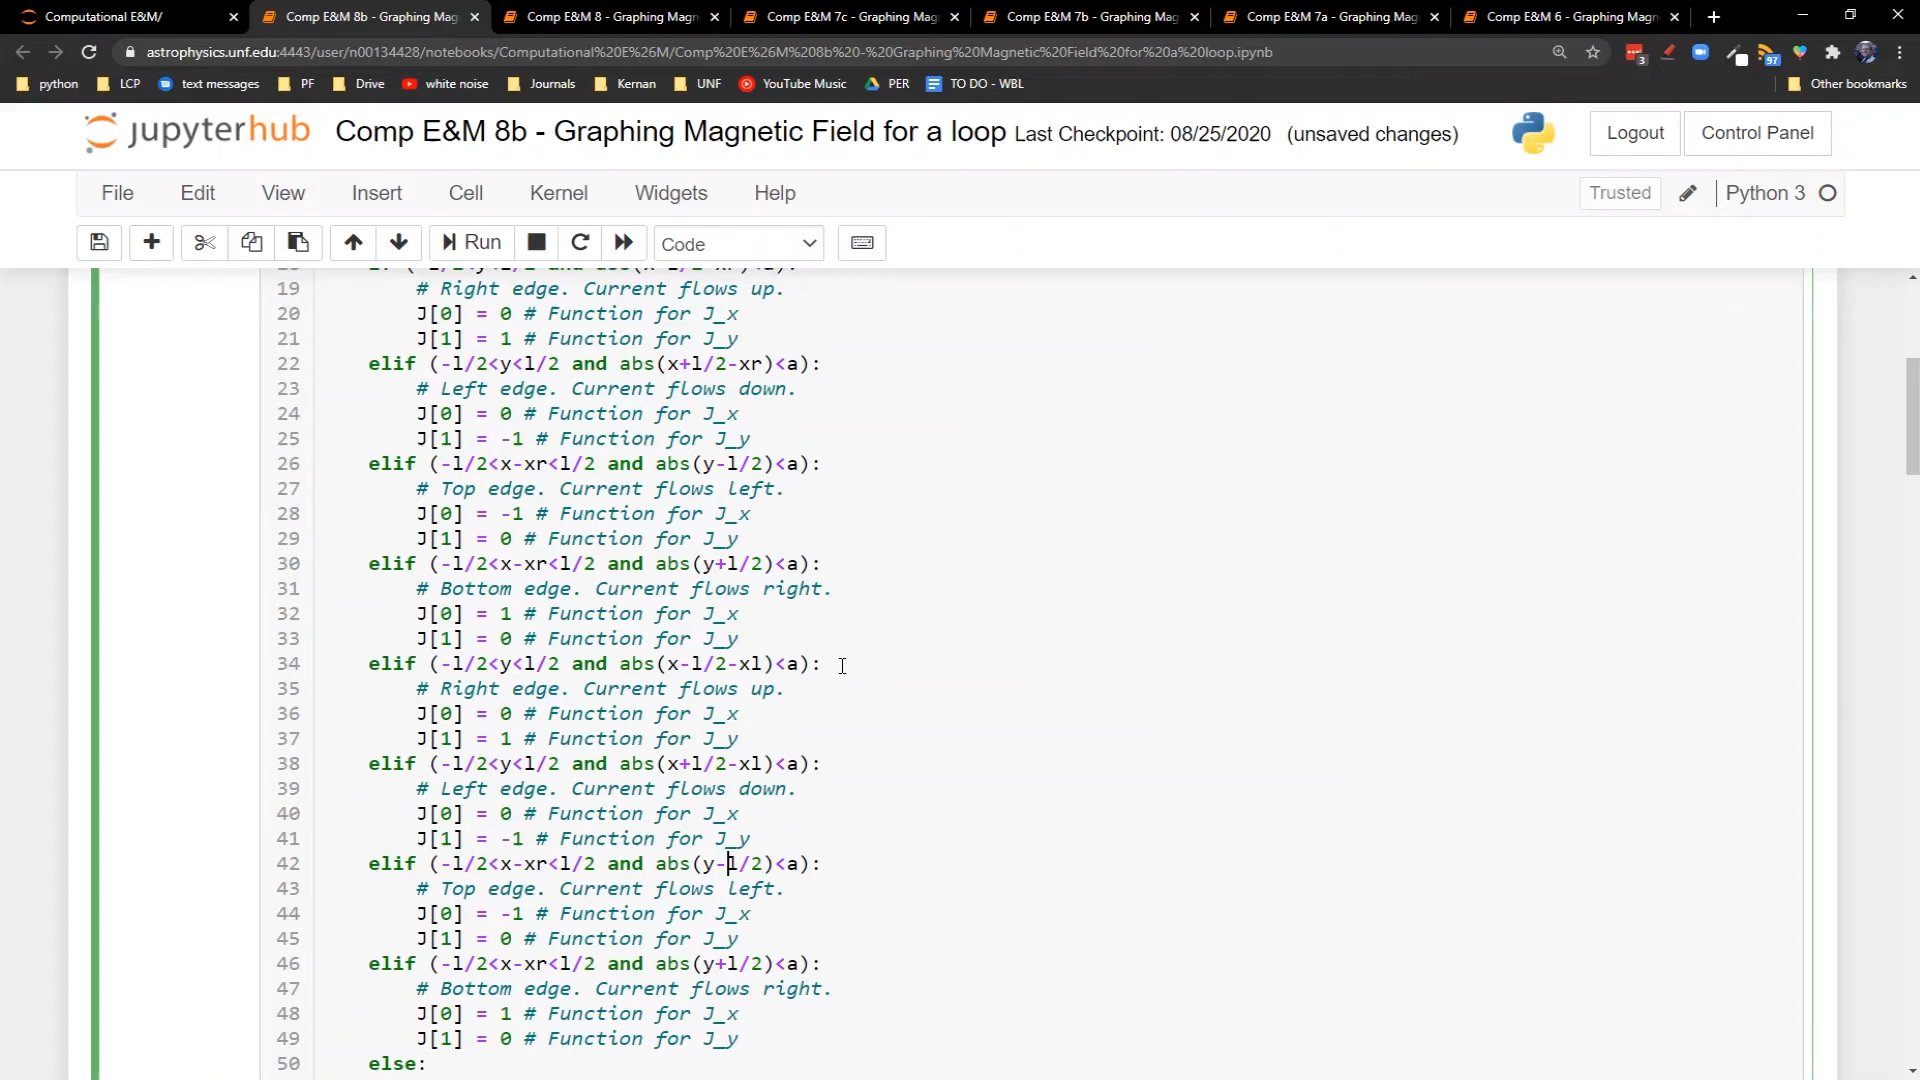 Computational E&M/
Comp E&M 8b - Graphing Mag
Comp E&M 8 - Graphing Magn
Comp E&M 7c - Graphing Mag
Comp E&M 7b - Graphing Mag
Comp E&M 7a - Graphing Mag
Comp E&M 6 - Graphing Magn
astrophysics.unf.edu:4443/user/n00134428/notebooks/Computational%20E%26M/Comp%20E%26M%208b%20-%20Graphing%20Magnetic%20Field%20for%20a%20loop.ipynb
3
97
python LCP text messages PF Drive white noise Journals Kernan UNF YouTube Music PER TO DO - WBL Other bookmarks
jupyterhub Comp E&M 8b - Graphing Magnetic Field for a loop Last Checkpoint: 08/25/2020 (unsaved changes) Logout Control Panel
File Edit View Insert Cell Kernel Widgets Help Trusted Python 3
Run Code
19 # Right edge. Current flows up.
20 J[0] = 0 # Function for J_x
21 J[1] = 1 # Function for J_y
22 elif (-l/2<y<l/2 and abs(x+l/2-xr)<a):
23 # Left edge. Current flows down.
24 J[0] = 0 # Function for J_x
25 J[1] = -1 # Function for J_y
26 elif (-l/2<x-xr<l/2 and abs(y-l/2)<a):
27 # Top edge. Current flows left.
28 J[0] = -1 # Function for J_x
29 J[1] = 0 # Function for J_y
30 elif (-l/2<x-xr<l/2 and abs(y+l/2)<a):
31 # Bottom edge. Current flows right.
32 J[0] = 1 # Function for J_x
33 J[1] = 0 # Function for J_y
34 elif (-l/2<y<l/2 and abs(x-l/2-xl)<a):
35 # Right edge. Current flows up.
36 J[0] = 0 # Function for J_x
37 J[1] = 1 # Function for J_y
38 elif (-l/2<y<l/2 and abs(x+l/2-xl)<a):
39 # Left edge. Current flows down.
40 J[0] = 0 # Function for J_x
41 J[1] = -1 # Function for J_y
42 elif (-l/2<x-xr<l/2 and abs(y-l/2)<a):
43 # Top edge. Current flows left.
44 J[0] = -1 # Function for J_x
45 J[1] = 0 # Function for J_y
46 elif (-l/2<x-xr<l/2 and abs(y+l/2)<a):
47 # Bottom edge. Current flows right.
48 J[0] = 1 # Function for J_x
49 J[1] = 0 # Function for J_y
50 else: